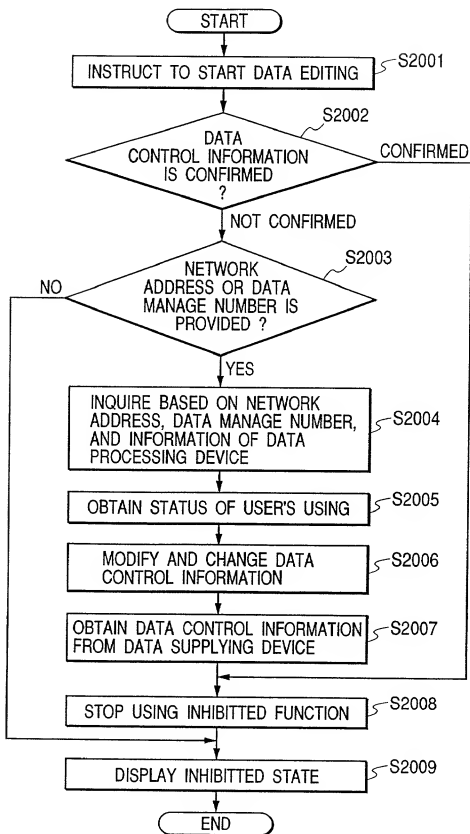 START
INSTRUCT TO START DATA EDITING
S2001
S2002
DATA
CONTROL INFORMATION
IS CONFIRMED
?
CONFIRMED
NOT CONFIRMED
S2003
NETWORK
ADDRESS OR DATA
MANAGE NUMBER IS
PROVIDED ?
NO
YES
INQUIRE BASED ON NETWORK
ADDRESS, DATA MANAGE NUMBER,
AND INFORMATION OF DATA
PROCESSING DEVICE
S2004
OBTAIN STATUS OF USER'S USING
S2005
MODIFY AND CHANGE DATA
CONTROL INFORMATION
S2006
OBTAIN DATA CONTROL INFORMATION
FROM DATA SUPPLYING DEVICE
S2007
STOP USING INHIBITTED FUNCTION
S2008
DISPLAY INHIBITTED STATE
S2009
END